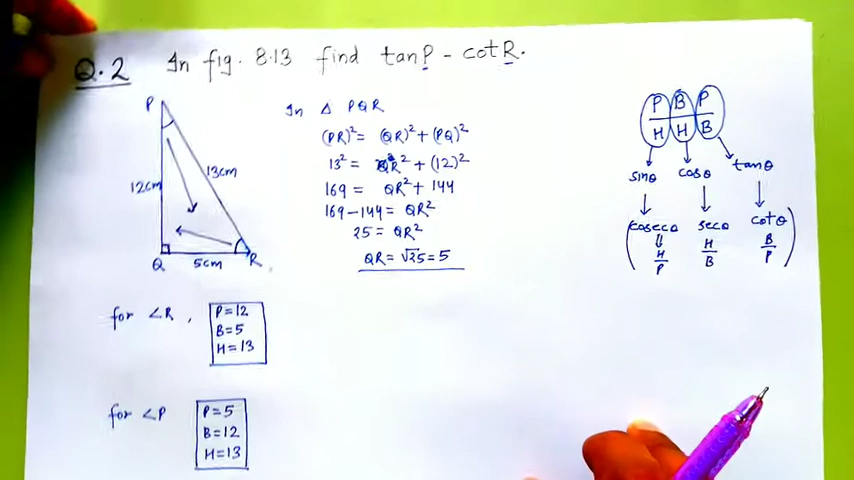 Q.2 In fig. 8.13 find tanP - cotR.
P
12cm
13cm
Q
5cm
R
In Δ PQR
(PR)² = (QR)² + (PQ)²
13² = QR² + (12)²
169 = QR² + 144
169-144 = QR²
25 = QR²
QR = √25 = 5
P B P
H H B
sinθ cosθ tanθ
cosecθ secθ cotθ
H/P H/B B/P
for ∠R,
P=12
B=5
H=13
for ∠P
P=5
B=12
H=13